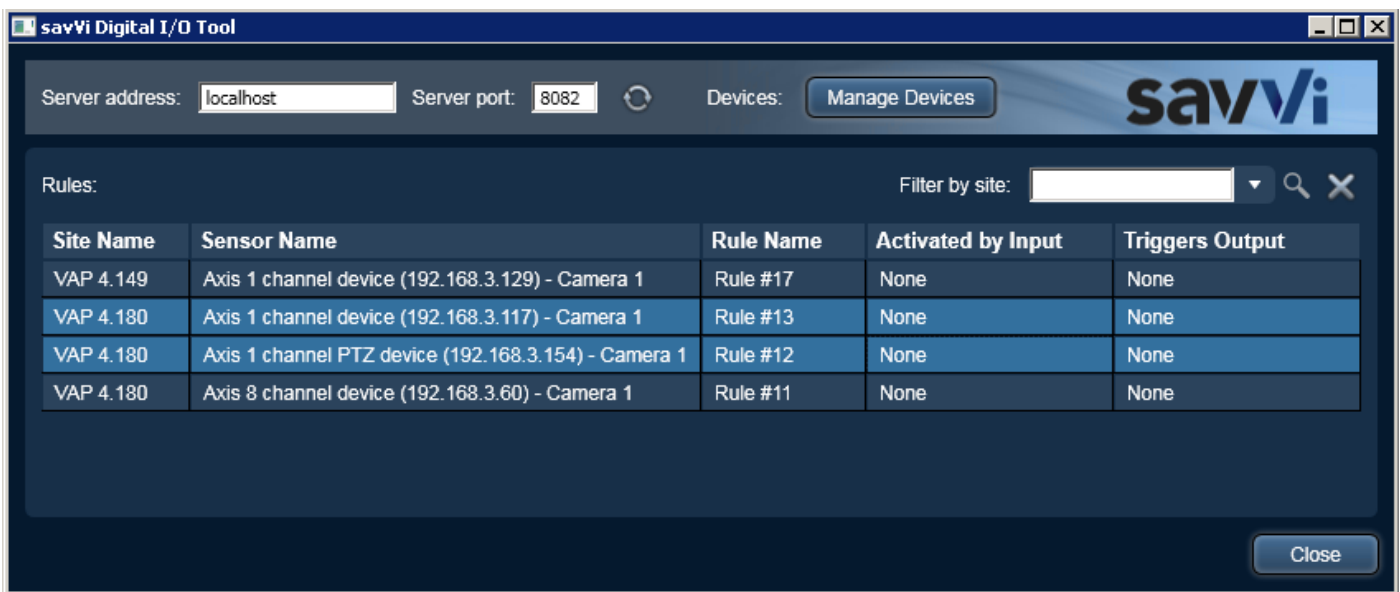 savVi Digital I/O Tool
Server address: localhost Server port: 8082 Devices: Manage Devices savVi
Rules: Filter by site:
Site Name Sensor Name Rule Name Activated by Input Triggers Output
VAP 4.149 Axis 1 channel device (192.168.3.129) - Camera 1 Rule #17 None None
VAP 4.180 Axis 1 channel device (192.168.3.117) - Camera 1 Rule #13 None None
VAP 4.180 Axis 1 channel PTZ device (192.168.3.154) - Camera 1 Rule #12 None None
VAP 4.180 Axis 8 channel device (192.168.3.60) - Camera 1 Rule #11 None None
Close